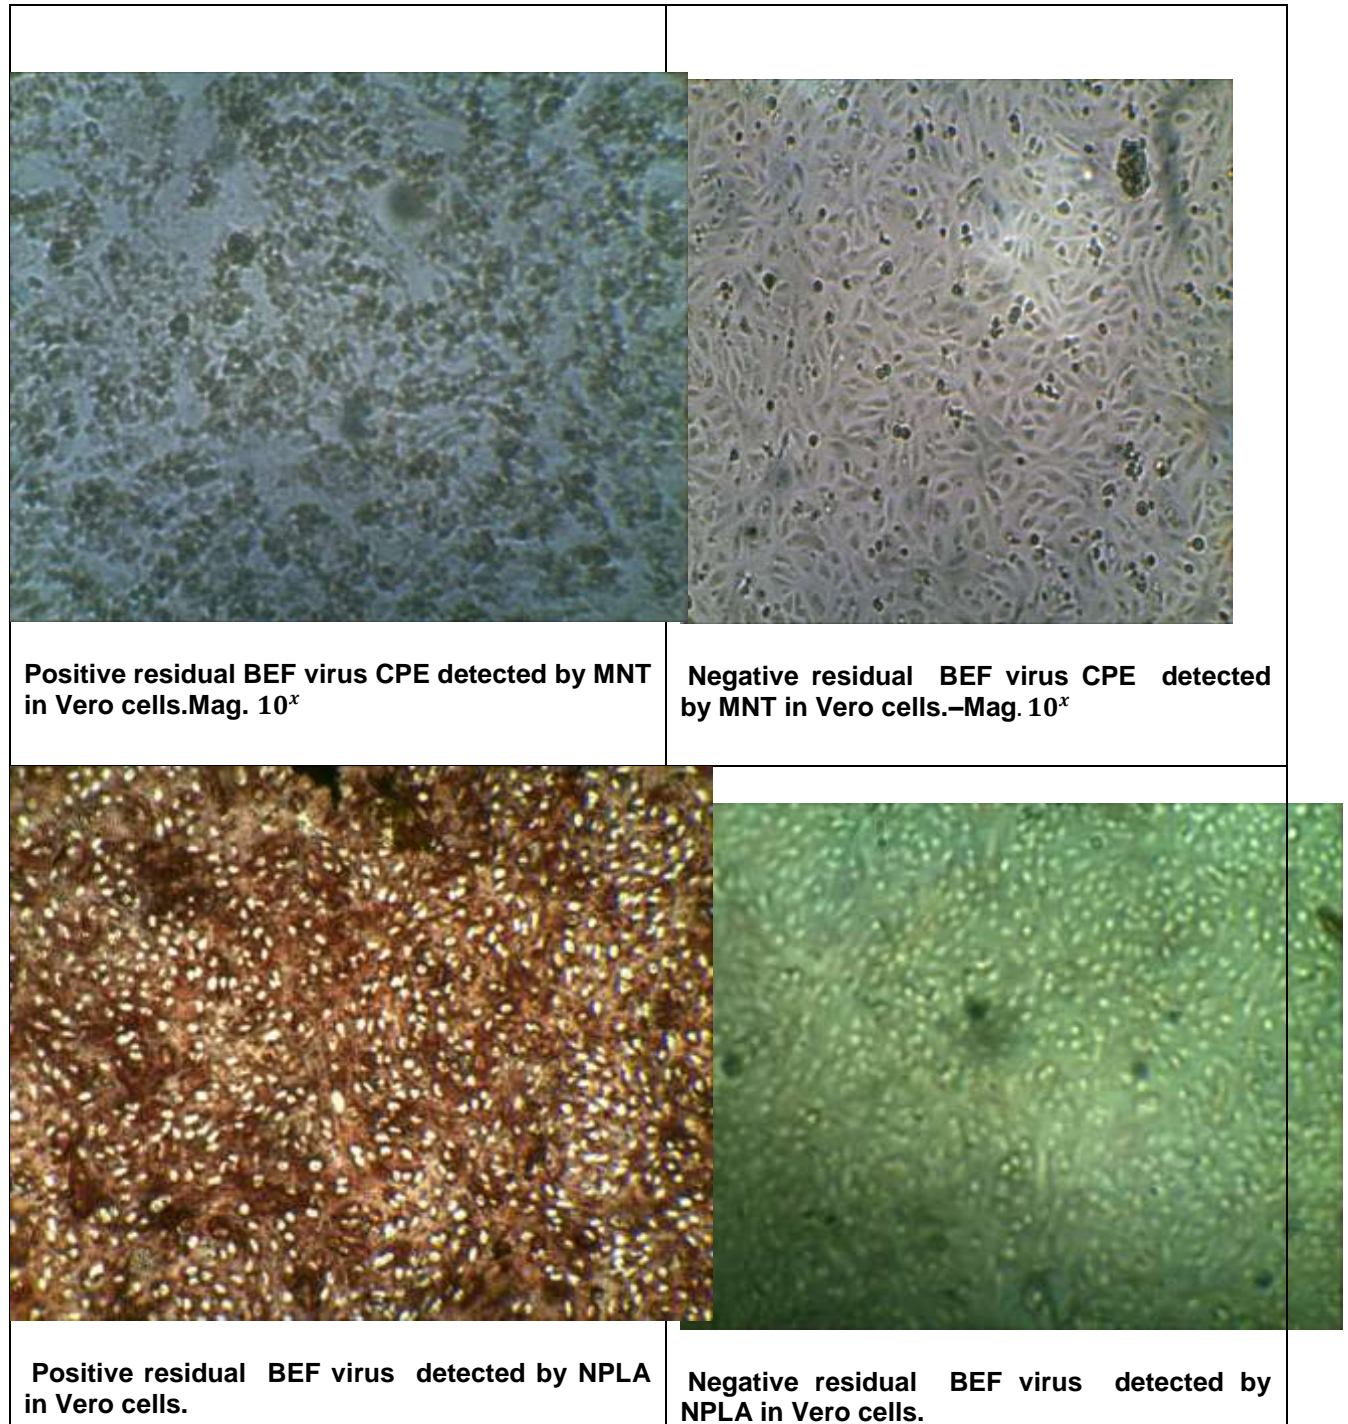 Positive residual BEF virus CPE detected by MNT
in Vero cells.Mag. 10ˣ
Negative residual BEF virus CPE detected
by MNT in Vero cells.–Mag. 10ˣ
Positive residual BEF virus detected by NPLA
in Vero cells.
Negative residual BEF virus detected by
NPLA in Vero cells.